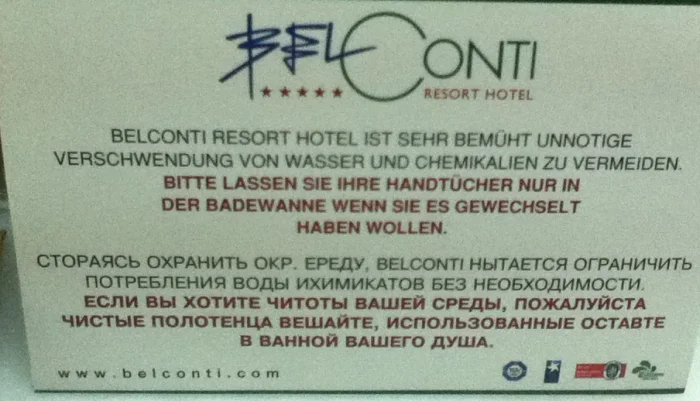 BELCONTI
★★★★★ RESORT HOTEL
BELCONTI RESORT HOTEL IST SEHR BEMÜHT UNNOTIGE
VERSCHWENDUNG VON WASSER UND CHEMIKALIEN ZU VERMEIDEN.
BITTE LASSEN SIE IHRE HANDTÜCHER NUR IN
DER BADEWANNE WENN SIE ES GEWECHSELT
HABEN WOLLEN.
СТОРАЯСЬ ОХРАНИТЬ ОКР. ЕРЕДУ, BELCONTI НЫТАЕТСЯ ОГРАНИЧИТЬ
ПОТРЕБЛЕНИЯ ВОДЫ ИХИМИКАТОВ БЕЗ НЕОБХОДИМОСТИ.
ЕСЛИ ВЫ ХОТИТЕ ЧИТОТЫ ВАШЕЙ СРЕДЫ, ПОЖАЛУЙСТА
ЧИСТЫЕ ПОЛОТЕНЦА ВЕШАЙТЕ, ИСПОЛЬЗОВАННЫЕ ОСТАВТЕ
В ВАННОЙ ВАШЕГО ДУША.
www.belconti.com